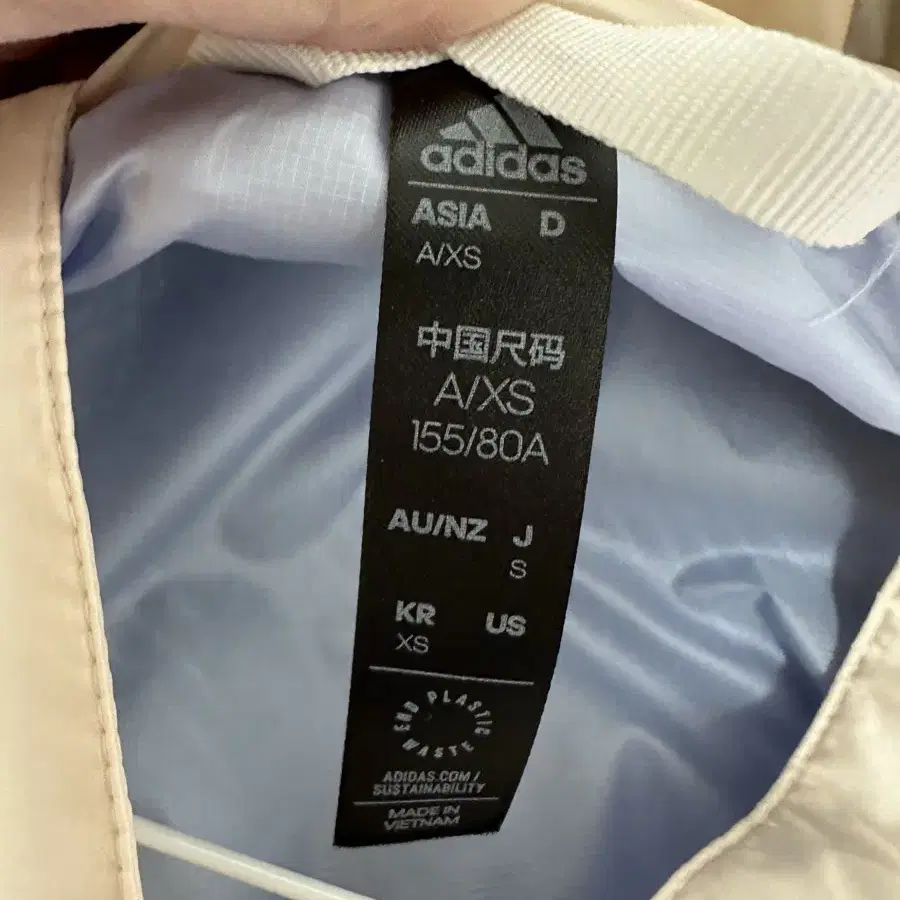 adidas
ASIA D
A/XS
中国尺码
A/XS
155/80A
AU/NZ J
S
KR US
XS
END PLASTIC WASTE
ADIDAS.COM/
SUSTAINABILITY
MADE IN
VIETNAM